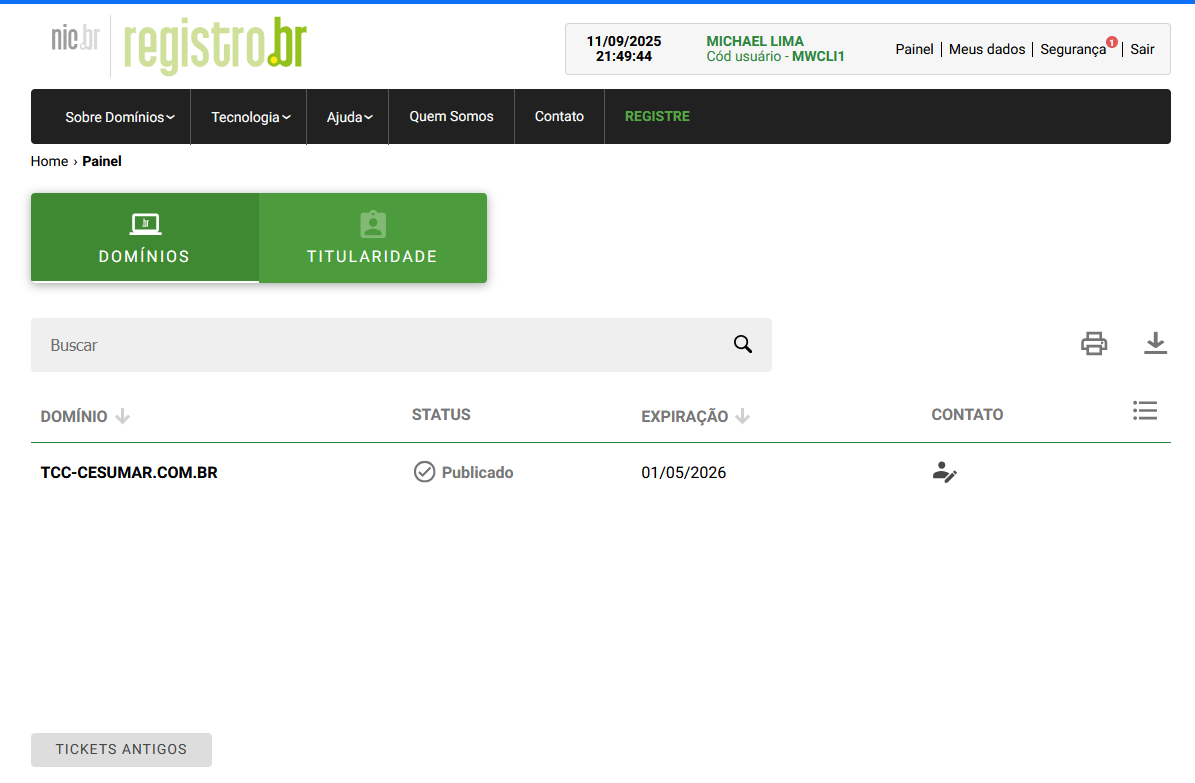 nic.br registro.br
11/09/2025
21:49:44
MICHAEL LIMA
Cód usuário - MWCLI1
Painel | Meus dados | Segurança 1 | Sair
Sobre Domínios Tecnologia Ajuda Quem Somos Contato REGISTRE
Home › Painel
.br
DOMÍNIOS TITULARIDADE
Buscar
DOMÍNIO STATUS EXPIRAÇÃO CONTATO
TCC-CESUMAR.COM.BR Publicado 01/05/2026
TICKETS ANTIGOS